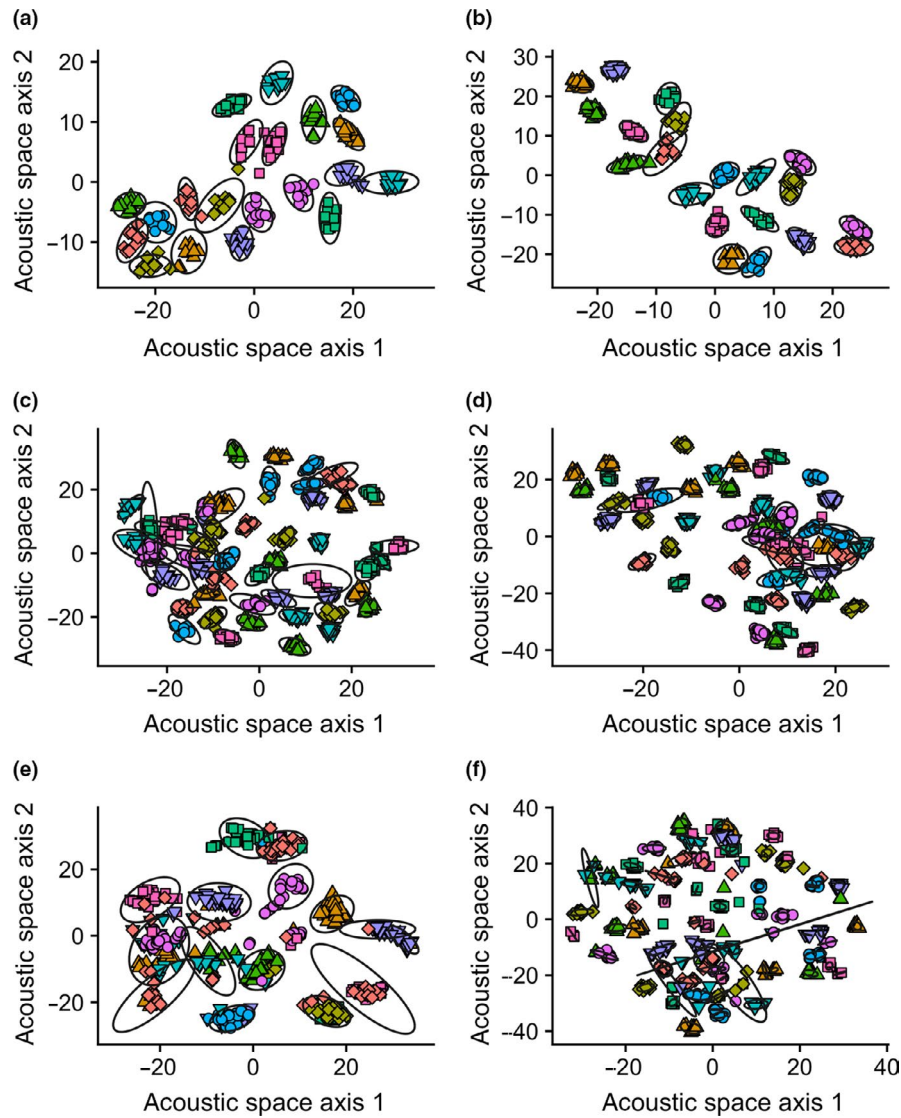 (a)
Acoustic space axis 2
20
10
0
−10
−20 0 20
Acoustic space axis 1
(b)
Acoustic space axis 2
30
20
10
0
−10
−20
−20 −10 0 10 20
Acoustic space axis 1
(c)
Acoustic space axis 2
20
0
−20
−20 0 20
Acoustic space axis 1
(d)
Acoustic space axis 2
20
0
−20
−40
−20 0 20
Acoustic space axis 1
(e)
Acoustic space axis 2
20
0
−20
−20 0 20
Acoustic space axis 1
(f)
Acoustic space axis 2
40
20
0
−20
−40
−20 0 20 40
Acoustic space axis 1